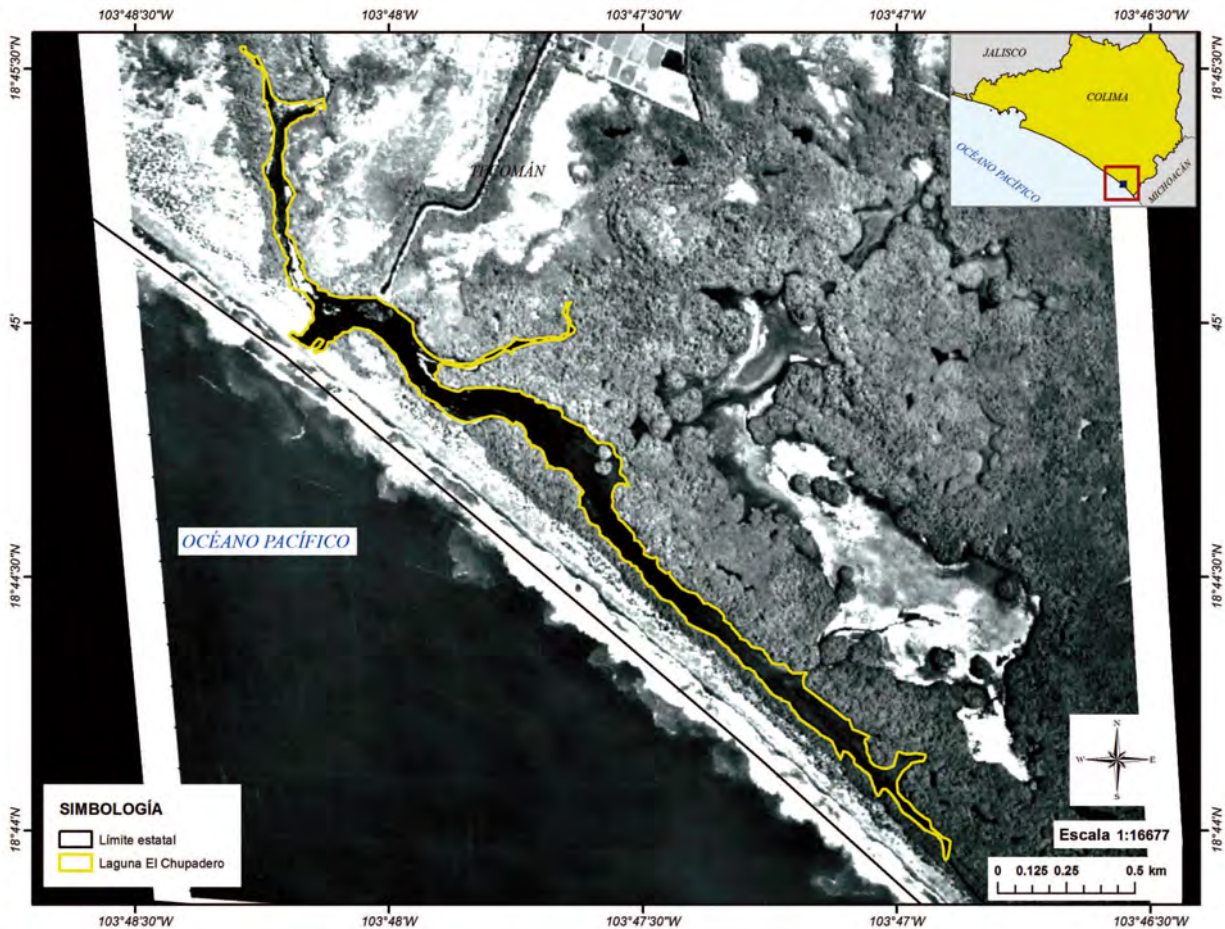 103°48'30"W
103°48'W
103°47'30"W
103°47'W
103°46'30"W
18°45'30"N
18°45'30"N
JALISCO
COLIMA
OCÉANO PACÍFICO
MICHOACÁN
TECOMÁN
45'
45'
OCÉANO PACÍFICO
18°44'30"N
18°44'30"N
N
W
E
S
SIMBOLOGÍA
Límite estatal
Laguna El Chupadero
Escala 1:16677
0 0.125 0.25 0.5 km
18°44'N
18°44'N
103°48'30"W
103°48'W
103°47'30"W
103°47'W
103°46'30"W